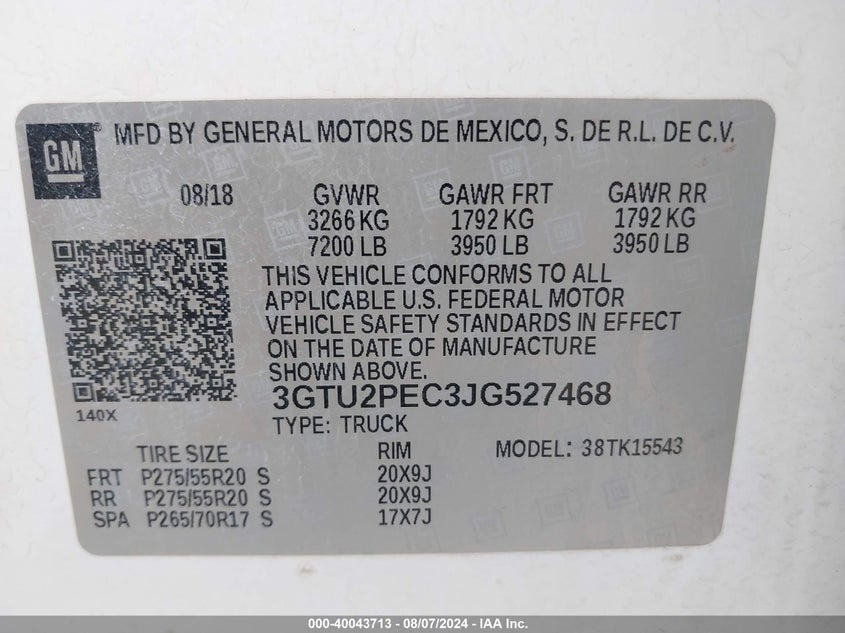 GM
MFD BY GENERAL MOTORS DE MEXICO, S. DE R.L. DE C.V.
08/18 GVWR GAWR FRT GAWR RR
3266 KG 1792 KG 1792 KG
7200 LB 3950 LB 3950 LB
THIS VEHICLE CONFORMS TO ALL
APPLICABLE U.S. FEDERAL MOTOR
VEHICLE SAFETY STANDARDS IN EFFECT
ON THE DATE OF MANUFACTURE
SHOWN ABOVE.
3GTU2PEC3JG527468
140X
TYPE: TRUCK
TIRE SIZE RIM MODEL: 38TK15543
FRT P275/55R20 S 20X9J
RR P275/55R20 S 20X9J
SPA P265/70R17 S 17X7J
000-40043713 - 08/07/2024 - IAA Inc.